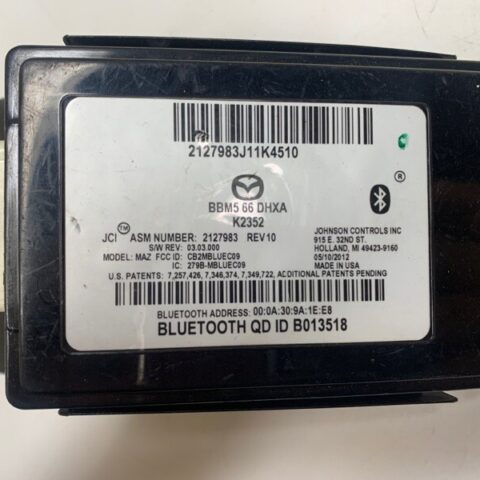 2127983J11K4510
®
BBM5 66 DHXA
K2352
JCI™ ASM NUMBER: 2127983 REV10
S/W REV: 03.03.000
MODEL: MAZ FCC ID: CB2MBLUEC09
IC: 279B-MBLUEC09
JOHNSON CONTROLS INC
915 E. 32ND ST.
HOLLAND, MI 49423-9160
05/10/2012
MADE IN USA
U.S. PATENTS: 7,257,426, 7,346,374, 7,349,722, ADDITIONAL PATENTS PENDING
BLUETOOTH ADDRESS: 00:0A:30:9A:1E:E8
BLUETOOTH QD ID B013518